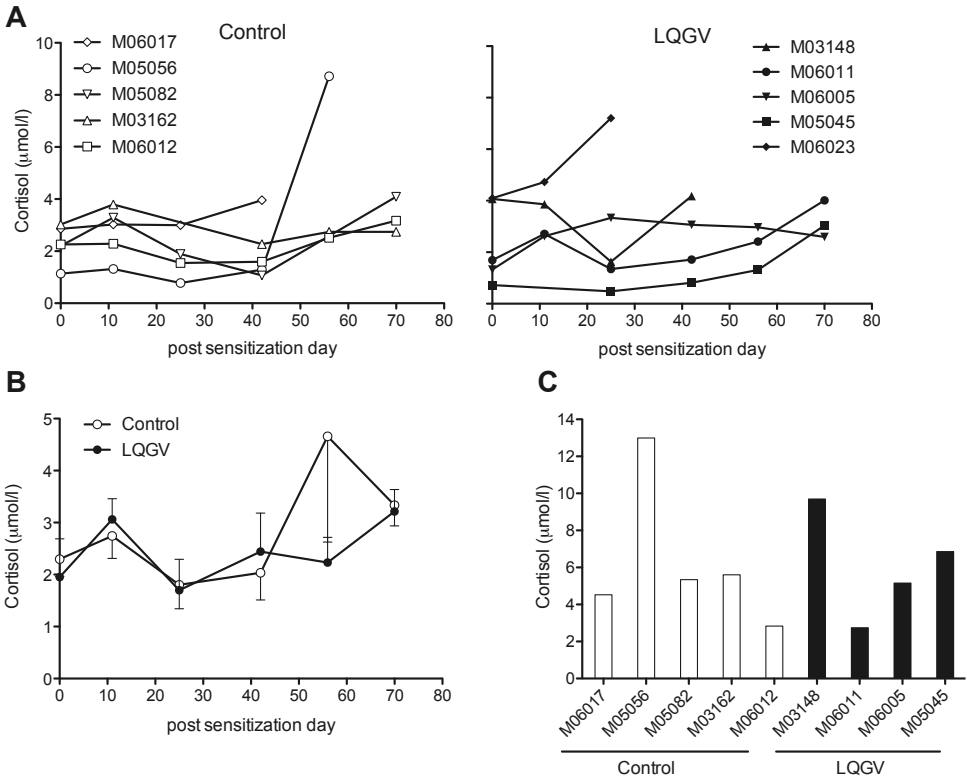 A
Control
LQGV
M06017
M05056
M05082
M03162
M06012
M03148
M06011
M06005
M05045
M06023
Cortisol (μmol/l)
10
8
6
4
2
0
0 10 20 30 40 50 60 70 80
post sensitization day
0 10 20 30 40 50 60 70 80
post sensitization day
B
Control
LQGV
Cortisol (μmol/l)
5
4
3
2
1
0
0 10 20 30 40 50 60 70 80
post sensitization day
C
Cortisol (μmol/l)
14
12
10
8
6
4
2
0
M06017
M05056
M05082
M03162
M06012
M03148
M06011
M06005
M05045
Control
LQGV